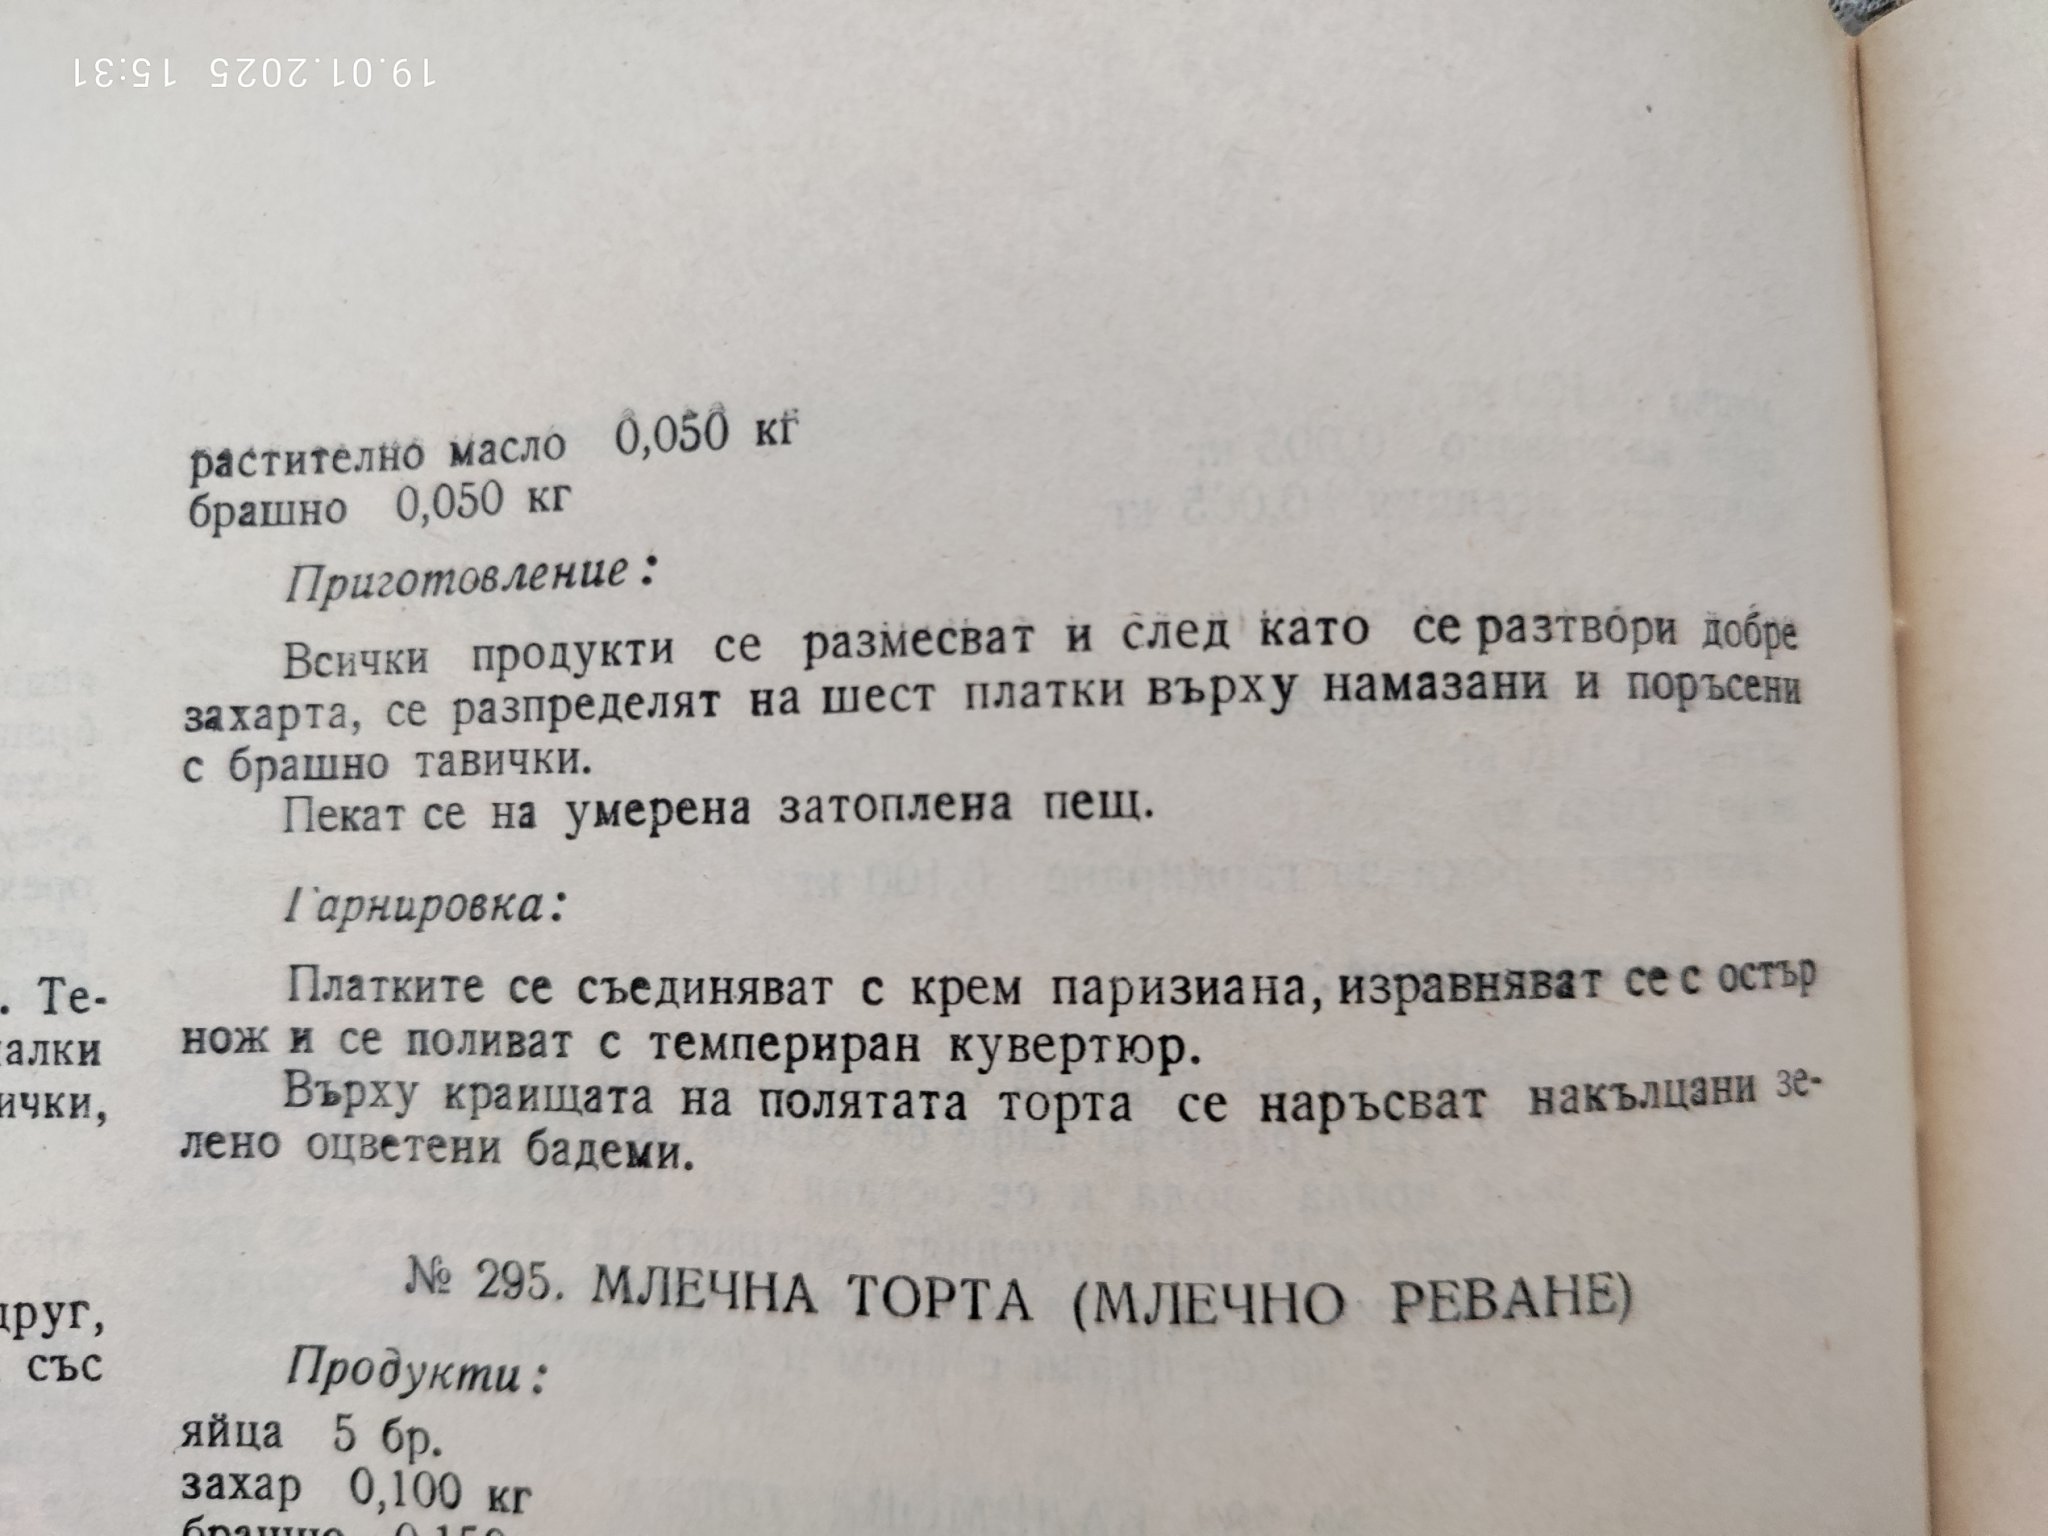 19.01.2025 15:31
растително масло 0,050 кг
брашно 0,050 кг
Приготовление:
Всички продукти се размесват и след като се разтвори добре
захарта, се разпределят на шест платки върху намазани и поръсени
с брашно тавички.
Пекат се на умерена затоплена пещ.
Гарнировка:
Платките се съединяват с крем паризиана, изравняват се с остър
нож и се поливат с темпериран кувертюр.
Върху краищата на полятата торта се наръсват накълцани зе-
лено оцветени бадеми.
№ 295. МЛЕЧНА ТОРТА (МЛЕЧНО РЕВАНЕ)
Продукти:
яйца 5 бр.
захар 0,100 кг
брашно 0,150
. Те-
ички,
друг,
със